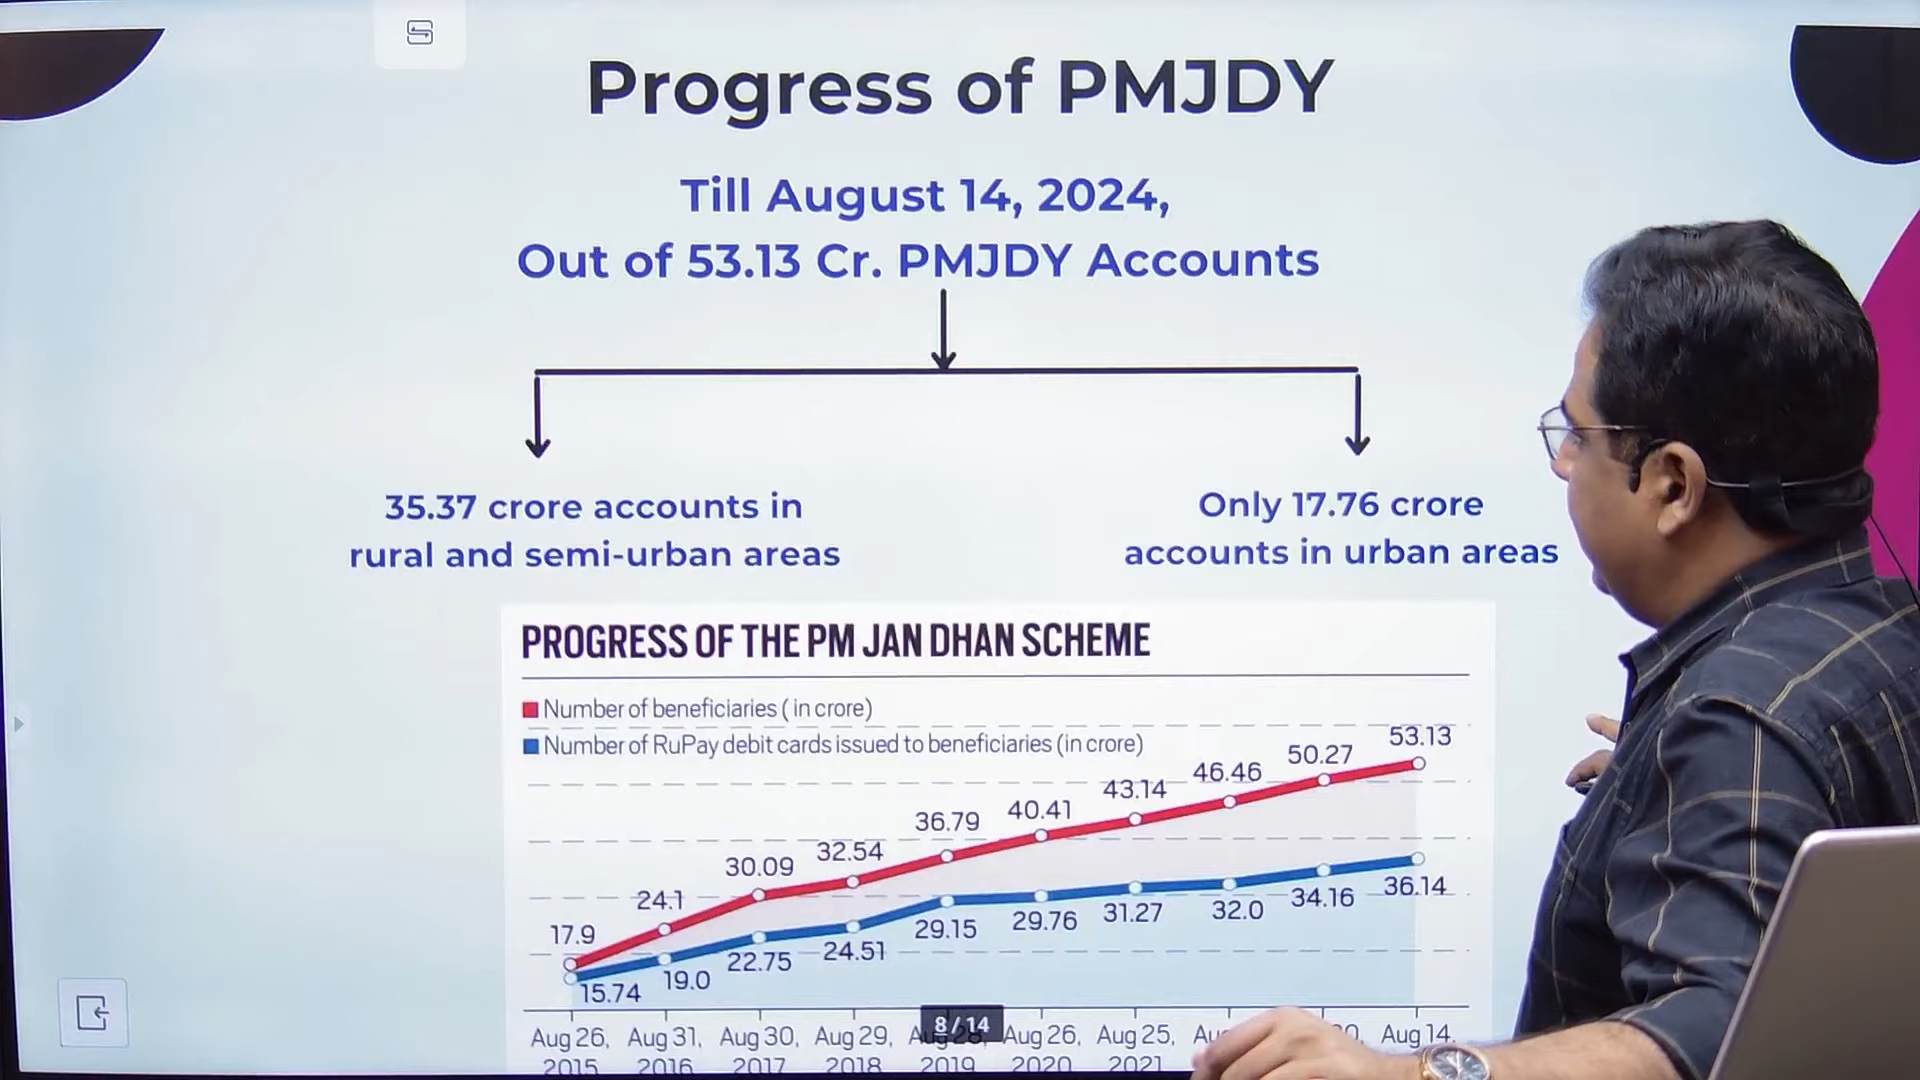 Progress of PMJDY
Till August 14, 2024,
Out of 53.13 Cr. PMJDY Accounts
35.37 crore accounts in
rural and semi-urban areas
Only 17.76 crore
accounts in urban areas
PROGRESS OF THE PM JAN DHAN SCHEME
Number of beneficiaries ( in crore)
Number of RuPay debit cards issued to beneficiaries (in crore)
17.9 24.1 30.09 32.54 36.79 40.41 43.14 46.46 50.27 53.13
15.74 19.0 22.75 24.51 29.15 29.76 31.27 32.0 34.16 36.14
8 / 14
Aug 26, Aug 31, Aug 30, Aug 29, Aug 26, Aug 25, Aug 14,
2015 2016 2017 2018 2019 2020 2021